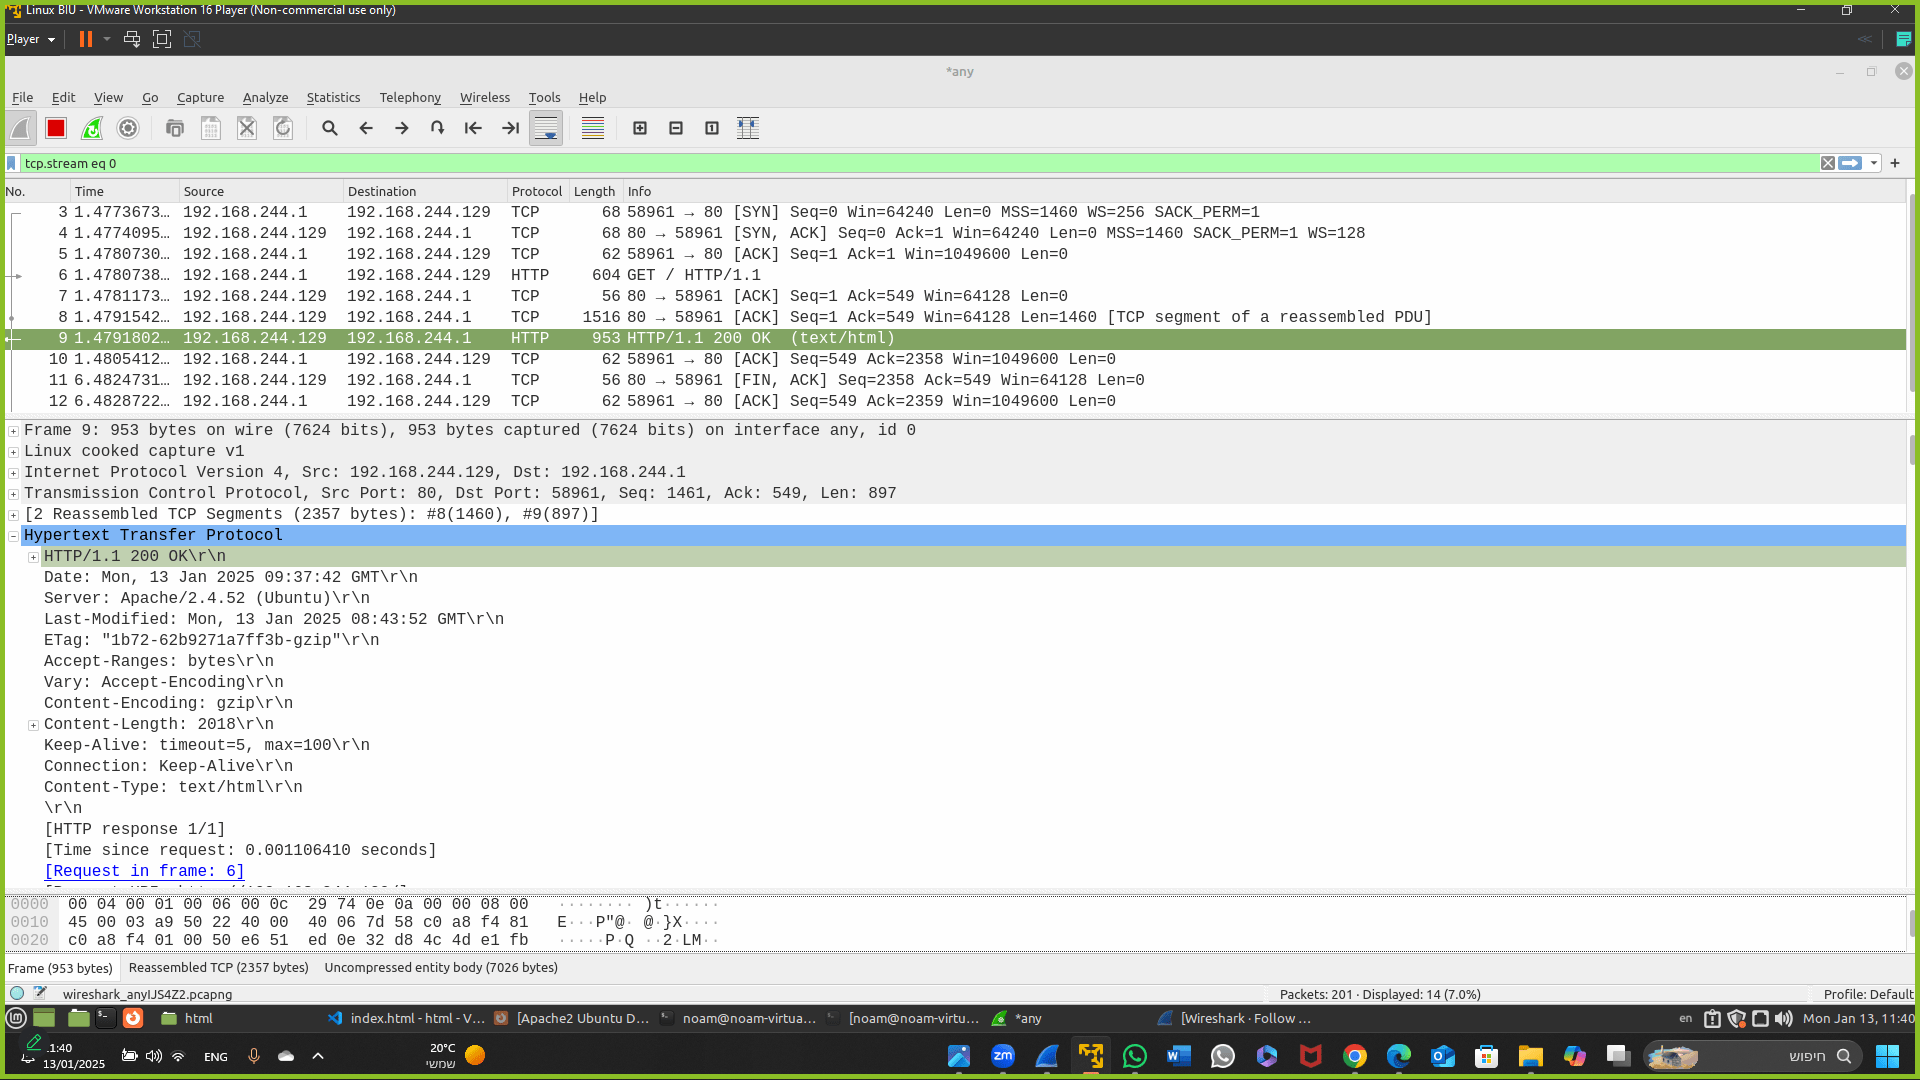 Linux BIU - VMware Workstation 16 Player (Non-commercial use only)
Player
*any
File Edit View Go Capture Analyze Statistics Telephony Wireless Tools Help
tcp.stream eq 0
No. Time Source Destination Protocol Length Info
3 1.4773673… 192.168.244.1 192.168.244.129 TCP 68 58961 → 80 [SYN] Seq=0 Win=64240 Len=0 MSS=1460 WS=256 SACK_PERM=1
4 1.4774095… 192.168.244.129 192.168.244.1 TCP 68 80 → 58961 [SYN, ACK] Seq=0 Ack=1 Win=64240 Len=0 MSS=1460 SACK_PERM=1 WS=128
5 1.4780730… 192.168.244.1 192.168.244.129 TCP 62 58961 → 80 [ACK] Seq=1 Ack=1 Win=1049600 Len=0
6 1.4780738… 192.168.244.1 192.168.244.129 HTTP 604 GET / HTTP/1.1
7 1.4781173… 192.168.244.129 192.168.244.1 TCP 56 80 → 58961 [ACK] Seq=1 Ack=549 Win=64128 Len=0
8 1.4791542… 192.168.244.129 192.168.244.1 TCP 1516 80 → 58961 [ACK] Seq=1 Ack=549 Win=64128 Len=1460 [TCP segment of a reassembled PDU]
9 1.4791802… 192.168.244.129 192.168.244.1 HTTP 953 HTTP/1.1 200 OK (text/html)
10 1.4805412… 192.168.244.1 192.168.244.129 TCP 62 58961 → 80 [ACK] Seq=549 Ack=2358 Win=1049600 Len=0
11 6.4824731… 192.168.244.129 192.168.244.1 TCP 56 80 → 58961 [FIN, ACK] Seq=2358 Ack=549 Win=64128 Len=0
12 6.4828722… 192.168.244.1 192.168.244.129 TCP 62 58961 → 80 [ACK] Seq=549 Ack=2359 Win=1049600 Len=0
Frame 9: 953 bytes on wire (7624 bits), 953 bytes captured (7624 bits) on interface any, id 0
Linux cooked capture v1
Internet Protocol Version 4, Src: 192.168.244.129, Dst: 192.168.244.1
Transmission Control Protocol, Src Port: 80, Dst Port: 58961, Seq: 1461, Ack: 549, Len: 897
[2 Reassembled TCP Segments (2357 bytes): #8(1460), #9(897)]
Hypertext Transfer Protocol
HTTP/1.1 200 OK\r\n
Date: Mon, 13 Jan 2025 09:37:42 GMT\r\n
Server: Apache/2.4.52 (Ubuntu)\r\n
Last-Modified: Mon, 13 Jan 2025 08:43:52 GMT\r\n
ETag: "1b72-62b9271a7ff3b-gzip"\r\n
Accept-Ranges: bytes\r\n
Vary: Accept-Encoding\r\n
Content-Encoding: gzip\r\n
Content-Length: 2018\r\n
Keep-Alive: timeout=5, max=100\r\n
Connection: Keep-Alive\r\n
Content-Type: text/html\r\n
\r\n
[HTTP response 1/1]
[Time since request: 0.001106410 seconds]
[Request in frame: 6]
0000 00 04 00 01 00 06 00 0c 29 74 0e 0a 00 00 08 00 ········ )t······
0010 45 00 03 a9 50 22 40 00 40 06 7d 58 c0 a8 f4 81 E···P"@· @·}X····
0020 c0 a8 f4 01 00 50 e6 51 ed 0e 32 d8 4c 4d e1 fb ·····P·Q ··2·LM··
Frame (953 bytes) Reassembled TCP (2357 bytes) Uncompressed entity body (7026 bytes)
wireshark_anyIJS4Z2.pcapng Packets: 201 · Displayed: 14 (7.0%) Profile: Default
html index.html - html - V... [Apache2 Ubuntu D... noam@noam-virtua... [noam@noam-virtu... *any [Wireshark · Follow ... en Mon Jan 13, 11:40
11:40 ENG 20°C zm חיפוש
13/01/2025 שמשי